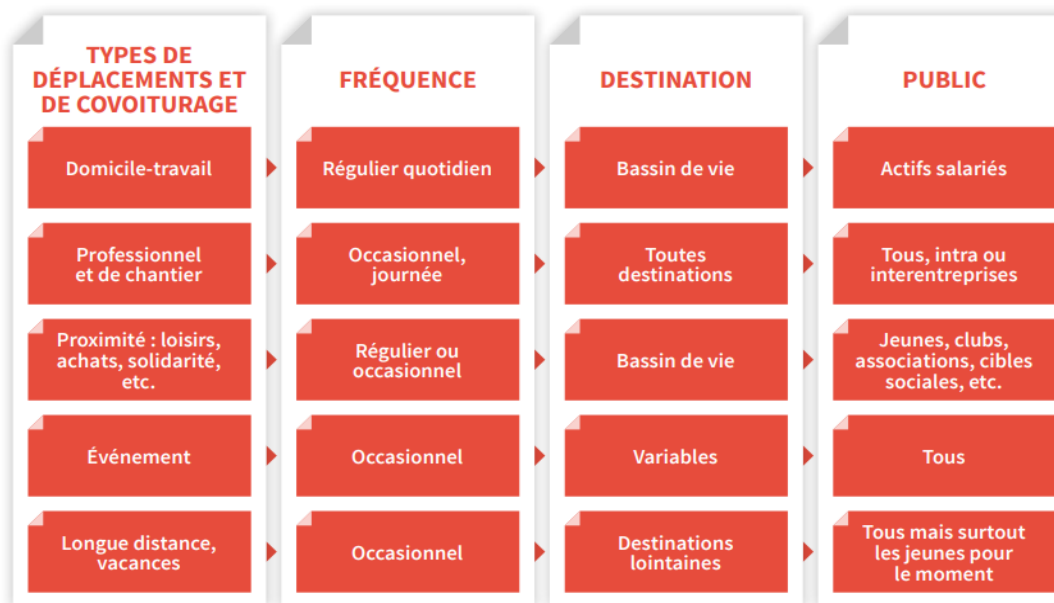 TYPES DE
DÉPLACEMENTS ET
DE COVOITURAGE
FRÉQUENCE
DESTINATION
PUBLIC
Domicile-travail
Régulier quotidien
Bassin de vie
Actifs salariés
Professionnel
et de chantier
Occasionnel,
journée
Toutes
destinations
Tous, intra ou
interentreprises
Proximité : loisirs,
achats, solidarité,
etc.
Régulier ou
occasionnel
Bassin de vie
Jeunes, clubs,
associations, cibles
sociales, etc.
Événement
Occasionnel
Variables
Tous
Longue distance,
vacances
Occasionnel
Destinations
lointaines
Tous mais surtout
les jeunes pour
le moment